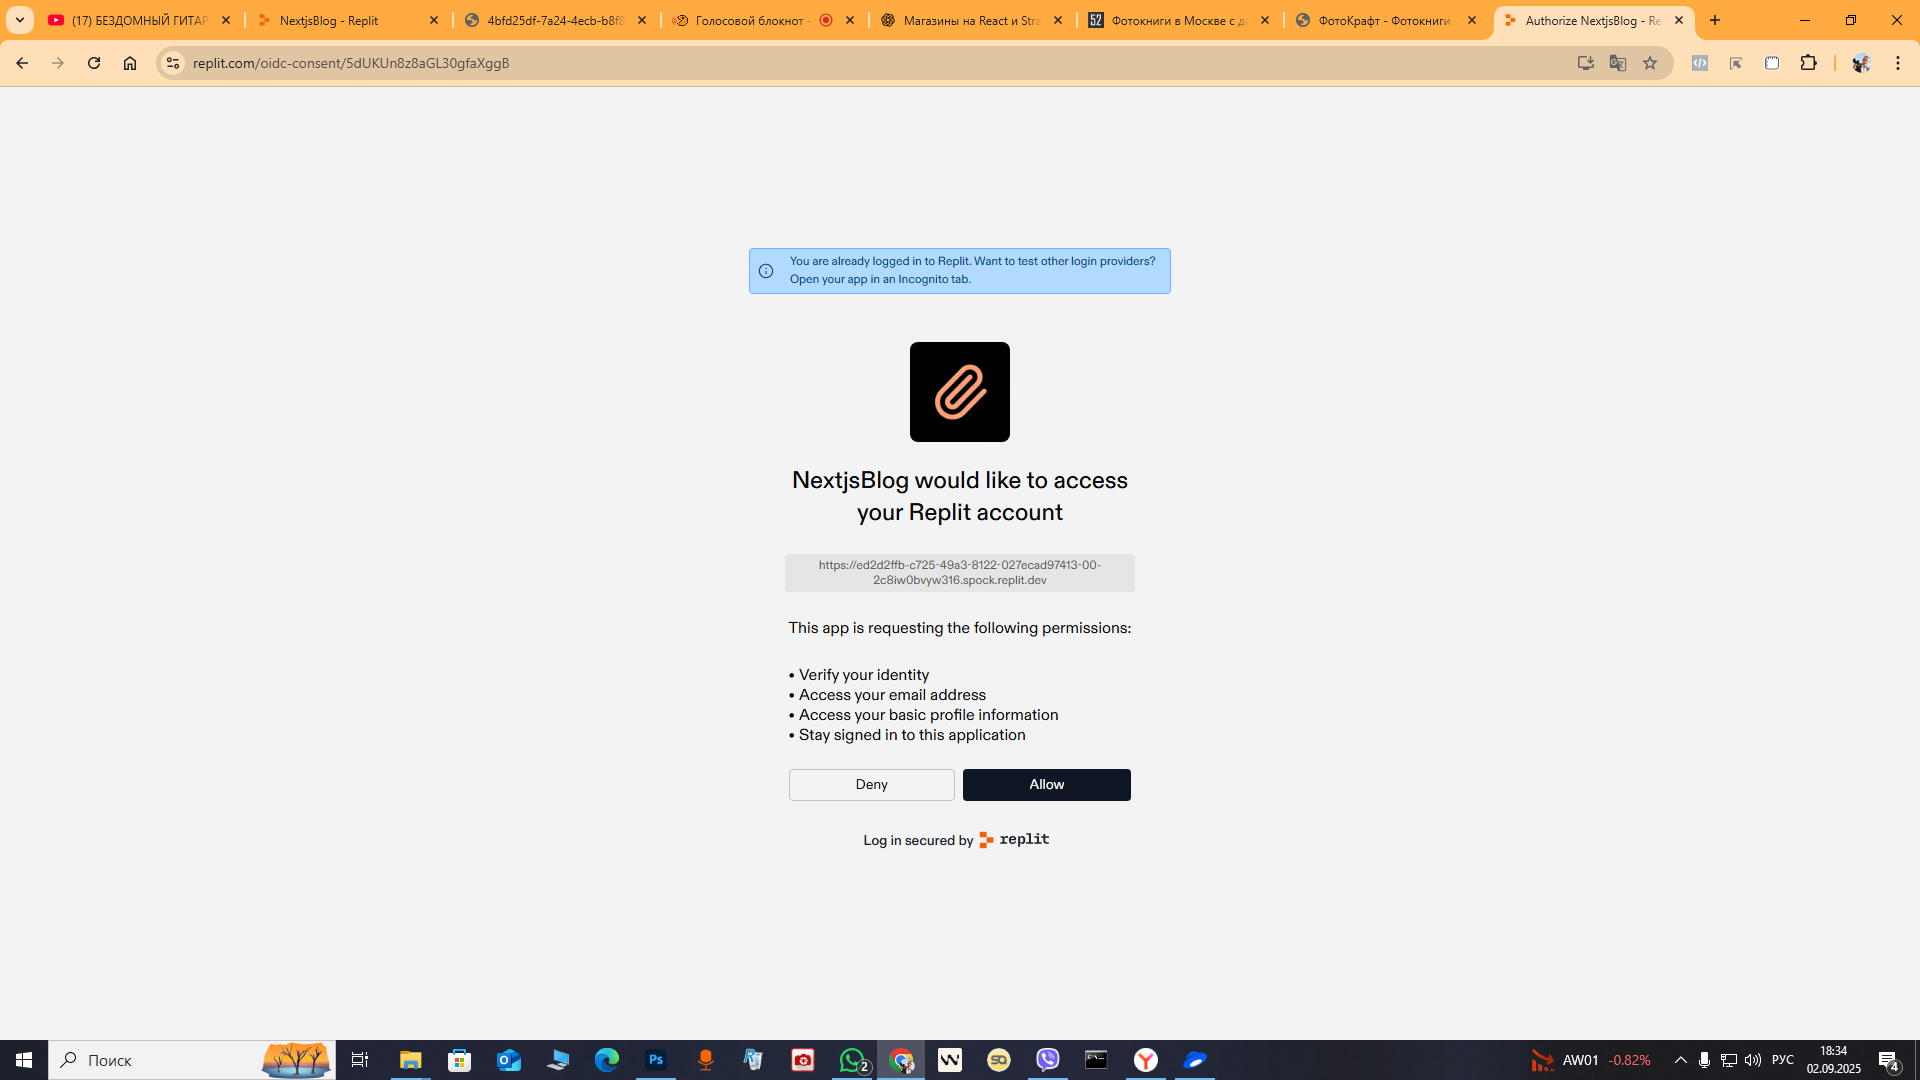 (17) БЕЗДОМНЫЙ ГИТАР
NextjsBlog - Replit
4bfd25df-7a24-4ecb-b8f8
Голосовой блокнот -
Магазины на React и Stra
52
Фотокниги в Москве с до
ФотоКрафт - Фотокниги
Authorize NextjsBlog - Re
replit.com/oidc-consent/5dUKUn8z8aGL30gfaXggB
You are already logged in to Replit. Want to test other login providers?
Open your app in an Incognito tab.
NextjsBlog would like to access
your Replit account
https://ed2d2ffb-c725-49a3-8122-027ecad97413-00-
2c8iw0bvyw316.spock.replit.dev
This app is requesting the following permissions:
• Verify your identity
• Access your email address
• Access your basic profile information
• Stay signed in to this application
Deny
Allow
Log in secured by replit
Поиск
Ps
2
AW01 -0.82%
РУС
18:34
02.09.2025
4